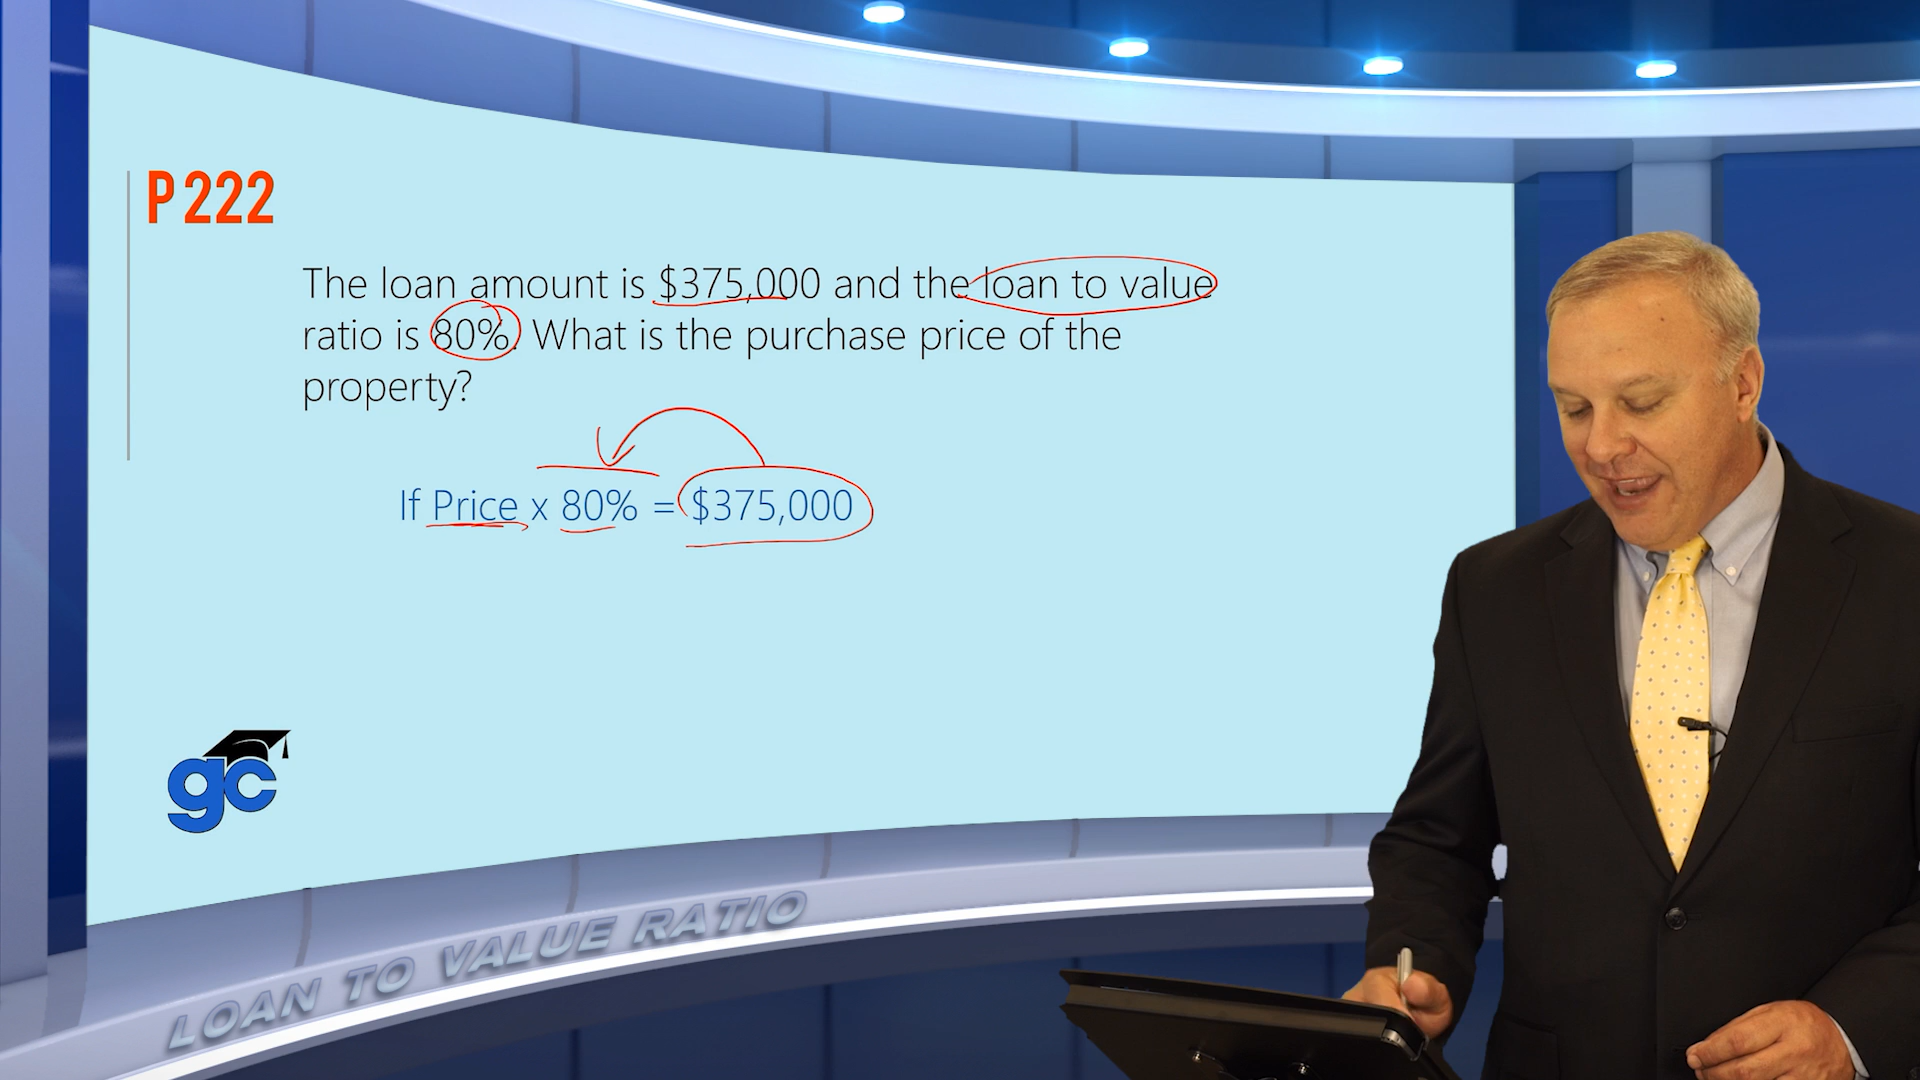 P 222
The loan amount is $375,000 and the loan to value
ratio is 80%. What is the purchase price of the
property?
If Price x 80% = $375,000
gc
LOAN TO VALUE RATIO